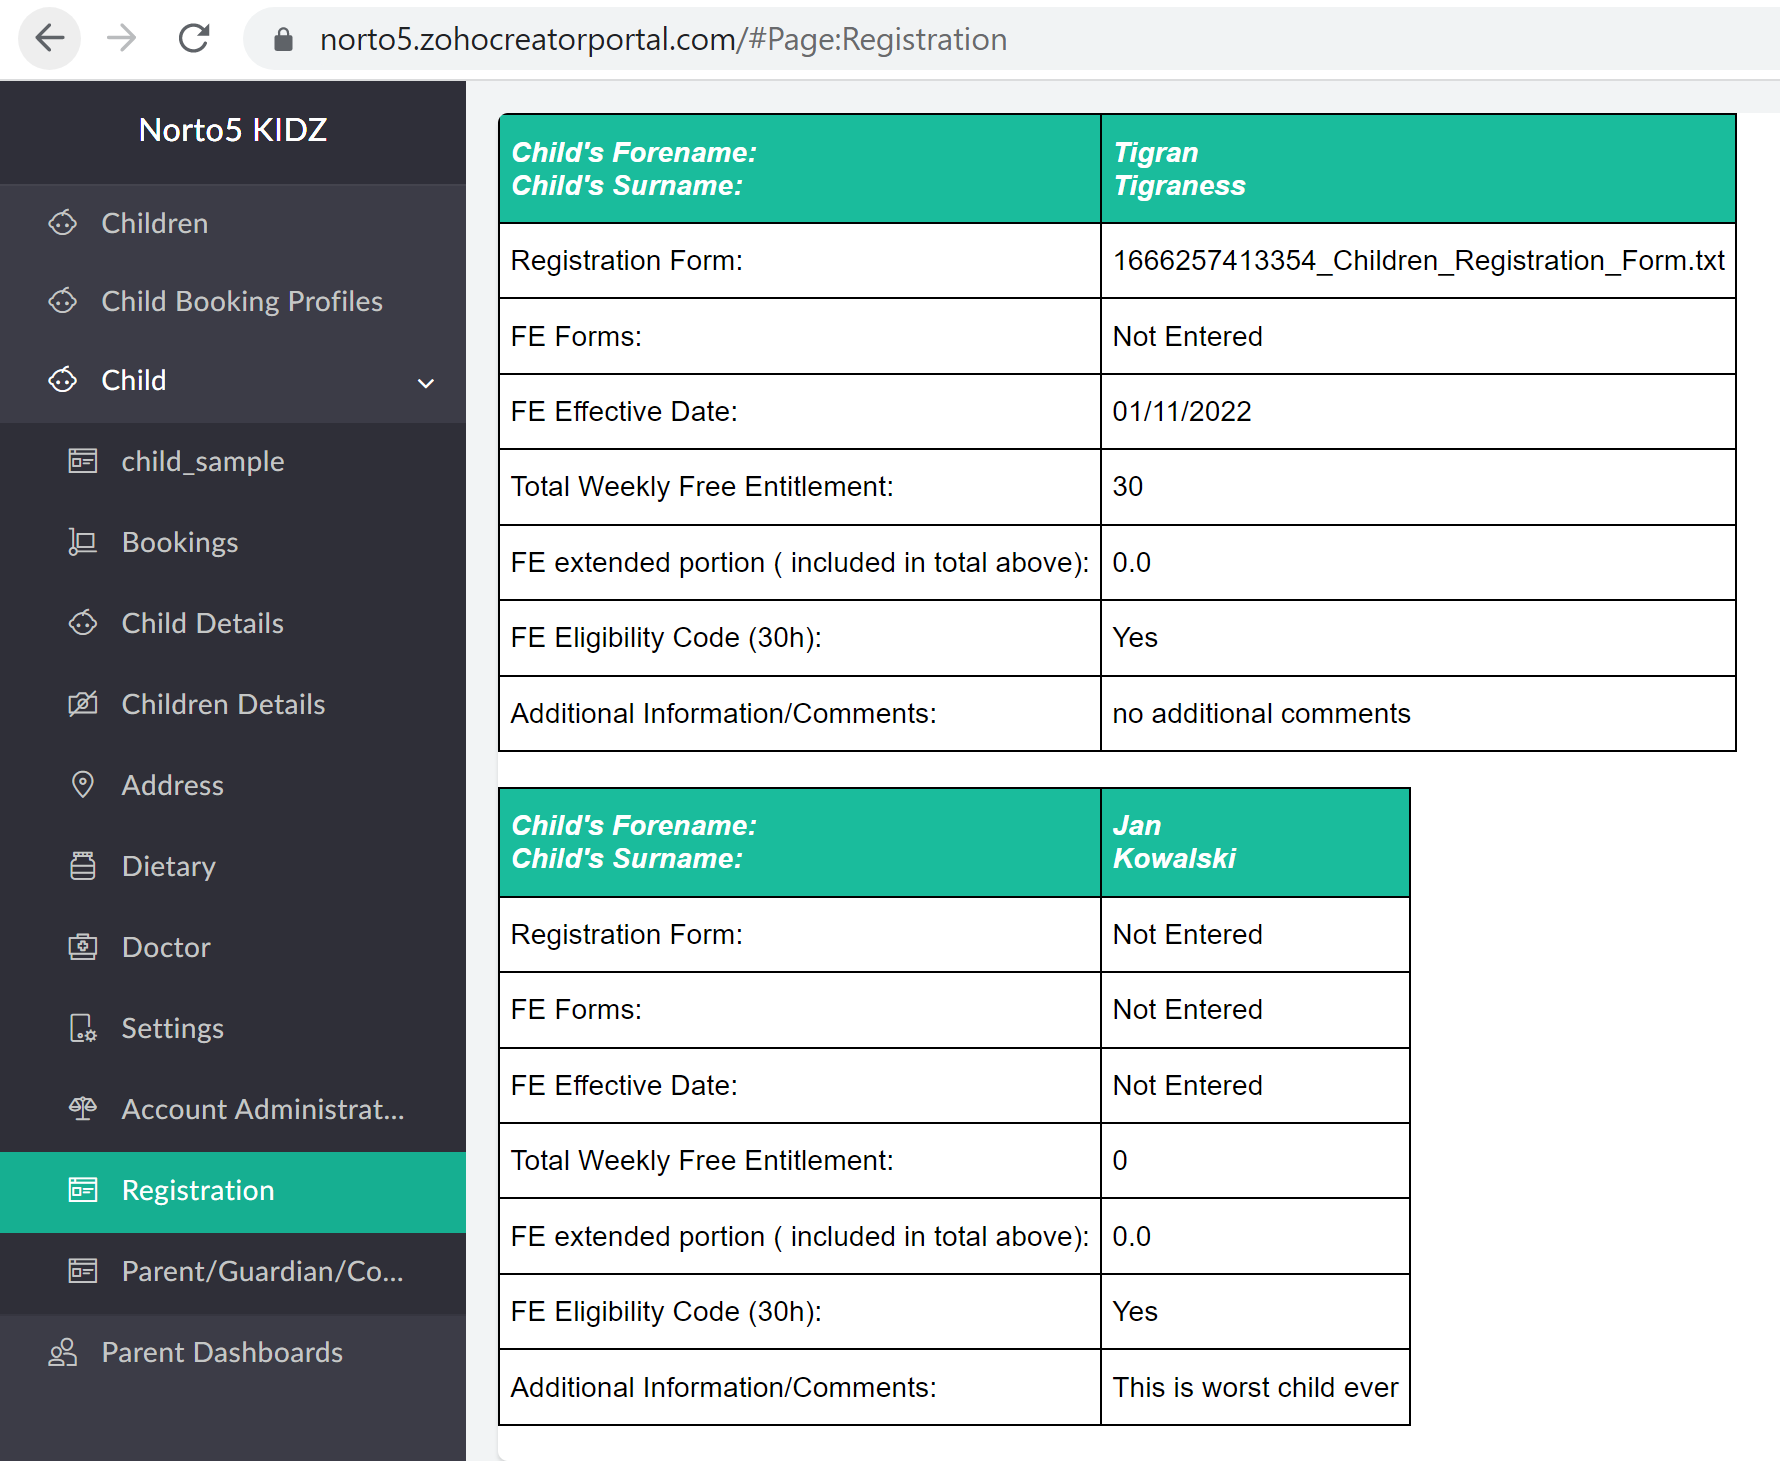 norto5.zohocreatorportal.com/#Page:Registration
Norto5 KIDZ
Children
Child Booking Profiles
Child
child_sample
Bookings
Child Details
Children Details
Address
Dietary
Doctor
Settings
Account Administrat...
Registration
Parent/Guardian/Co...
Parent Dashboards
Child's Forename: Tigran
Child's Surname: Tigraness
Registration Form: 1666257413354_Children_Registration_Form.txt
FE Forms: Not Entered
FE Effective Date: 01/11/2022
Total Weekly Free Entitlement: 30
FE extended portion ( included in total above): 0.0
FE Eligibility Code (30h): Yes
Additional Information/Comments: no additional comments
Child's Forename: Jan
Child's Surname: Kowalski
Registration Form: Not Entered
FE Forms: Not Entered
FE Effective Date: Not Entered
Total Weekly Free Entitlement: 0
FE extended portion ( included in total above): 0.0
FE Eligibility Code (30h): Yes
Additional Information/Comments: This is worst child ever